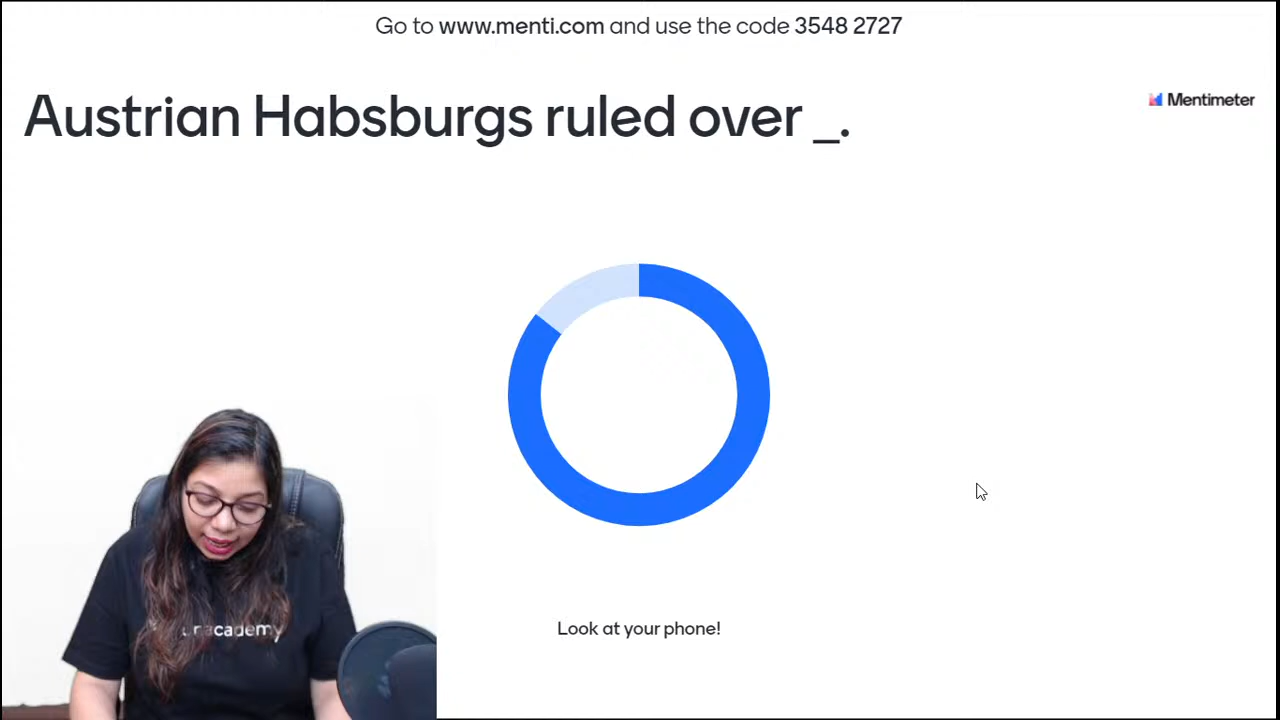 Go to www.menti.com and use the code 3548 2727
Mentimeter
Austrian Habsburgs ruled over _.
unacademy
Look at your phone!